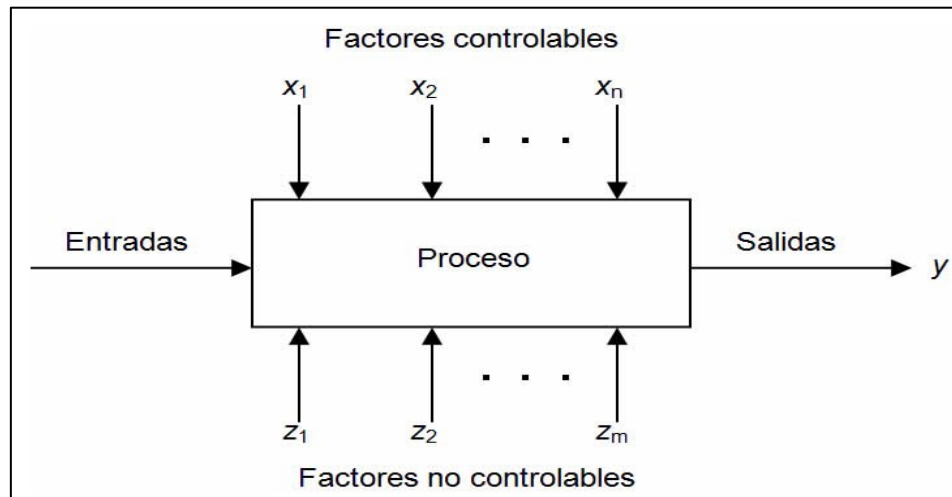 Factores controlables
x1 x2 xn
. . .
Entradas Proceso Salidas y
. . .
z1 z2 zm
Factores no controlables